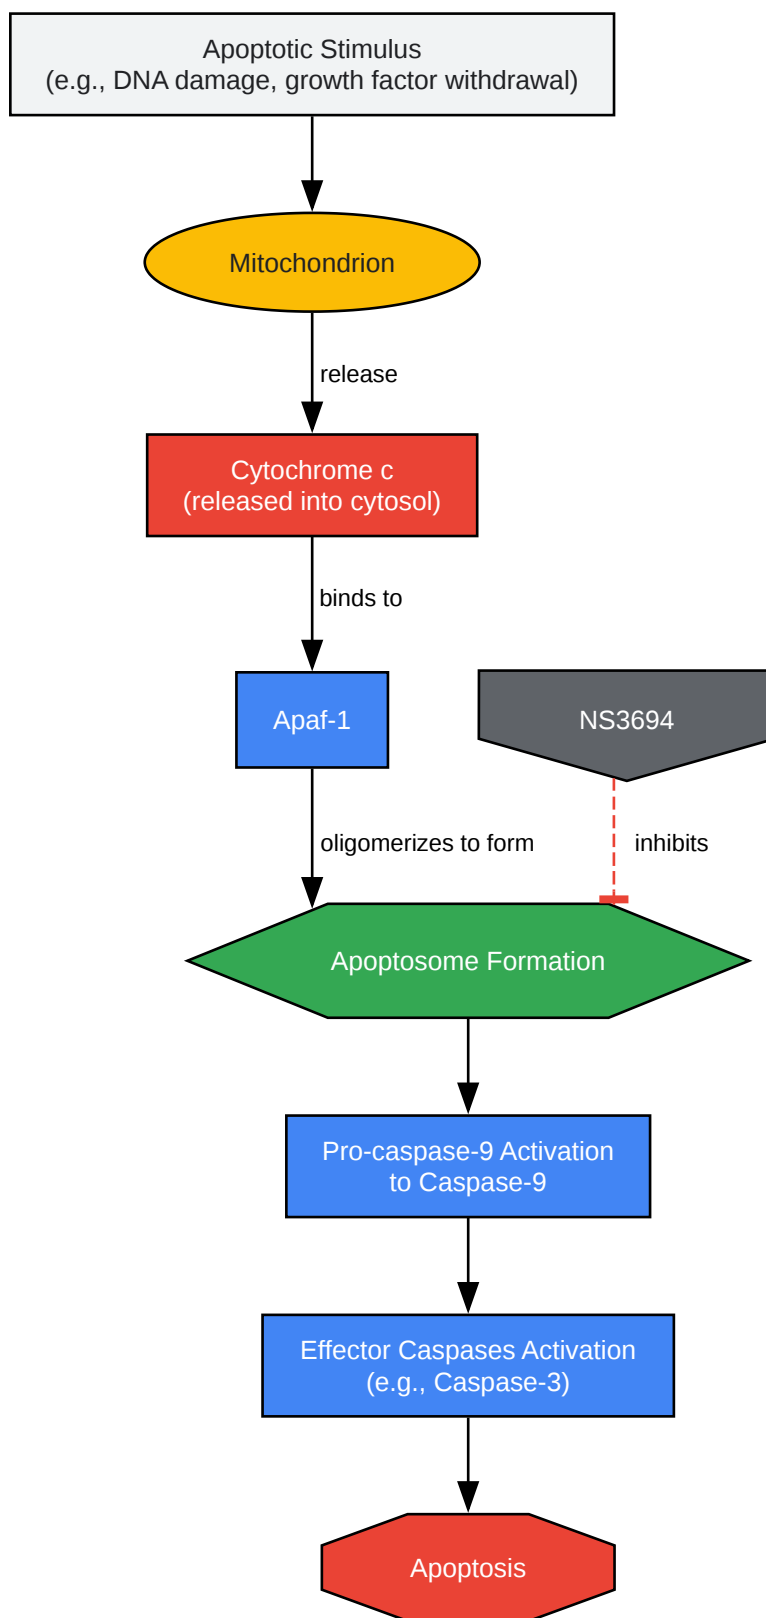 Apoptotic Stimulus
(e.g., DNA damage, growth factor withdrawal)
Mitochondrion
release
Cytochrome c
(released into cytosol)
binds to
Apaf-1
NS3694
oligomerizes to form
inhibits
Apoptosome Formation
Pro-caspase-9 Activation
to Caspase-9
Effector Caspases Activation
(e.g., Caspase-3)
Apoptosis